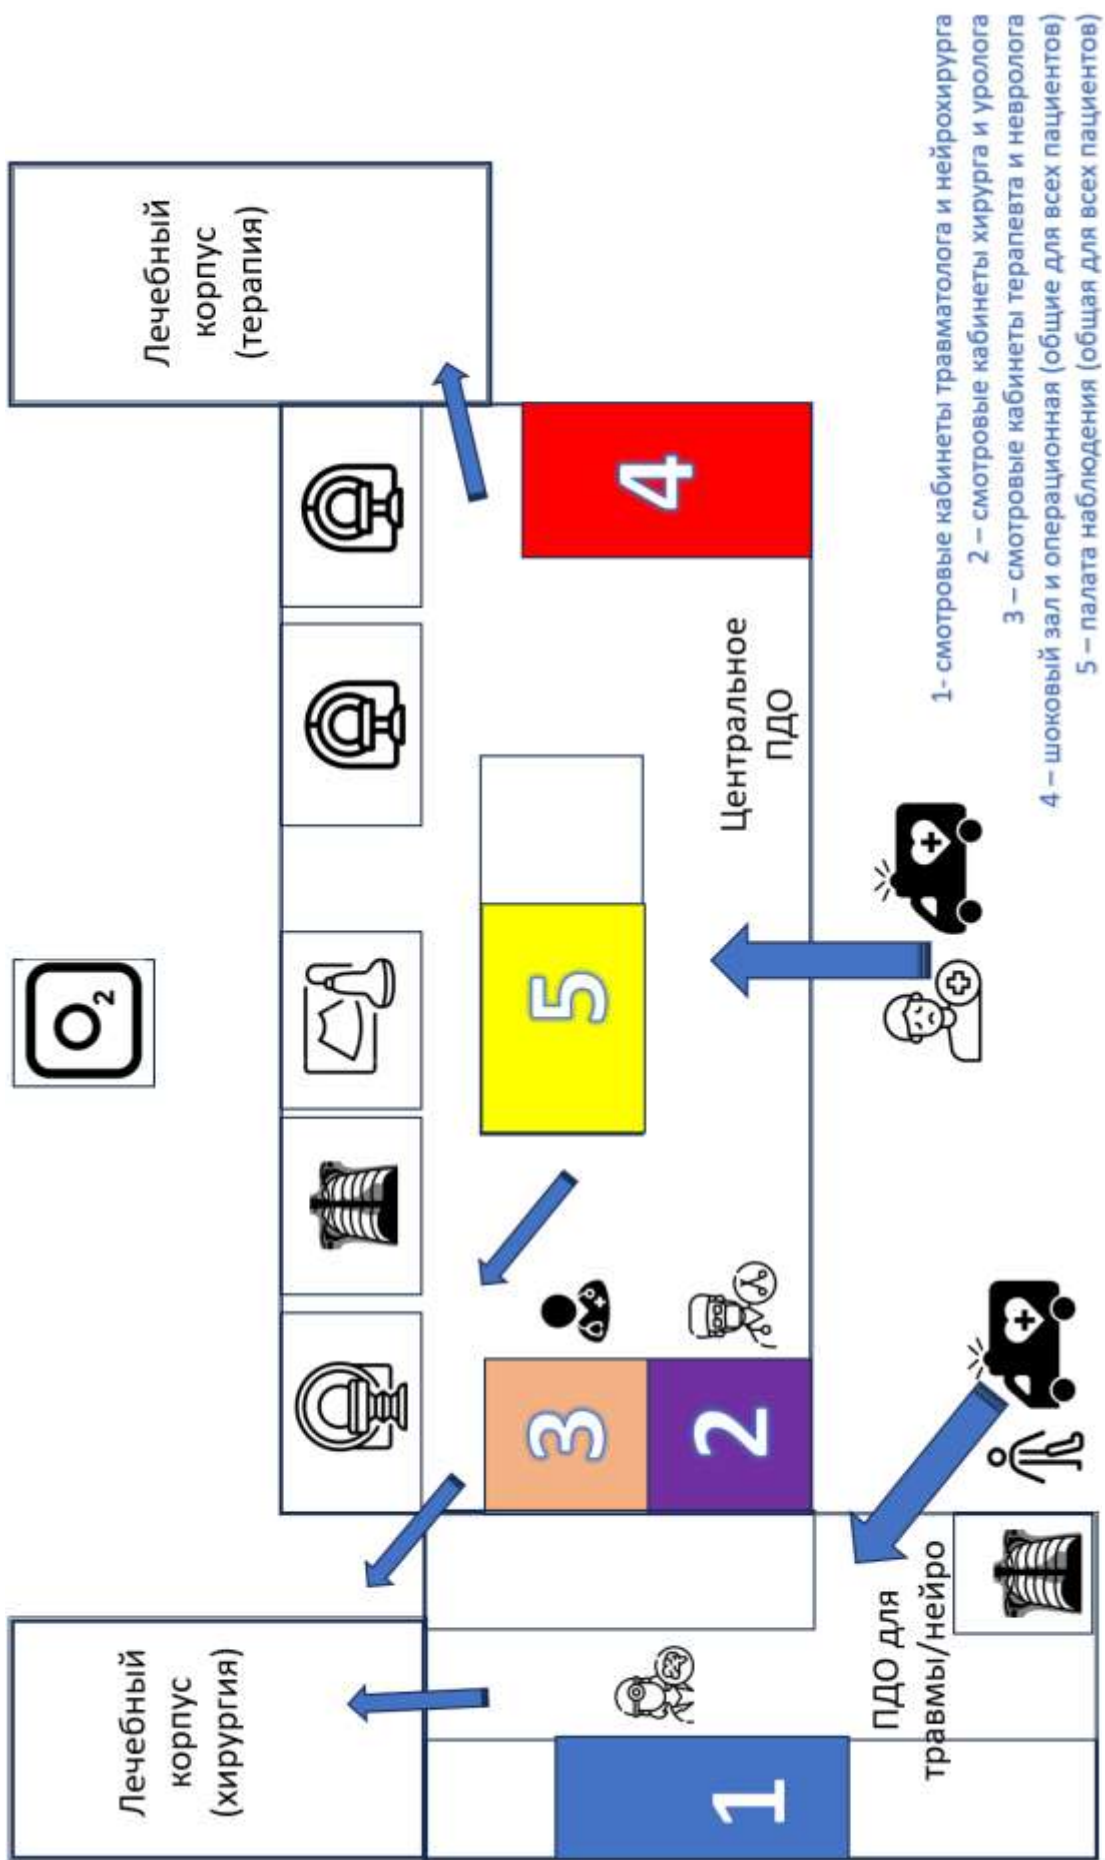 Лечебный
корпус
(хирургия)
O₂
Лечебный
корпус
(терапия)
3
5
4
2
1
Центральное
ПДО
ПДО для
травмы/нейро
1- смотровые кабинеты травматолога и нейрохирурга
2 – смотровые кабинеты хирурга и уролога
3 – смотровые кабинеты терапевта и невролога
4 – шоковый зал и операционная (общие для всех пациентов)
5 – палата наблюдения (общая для всех пациентов)